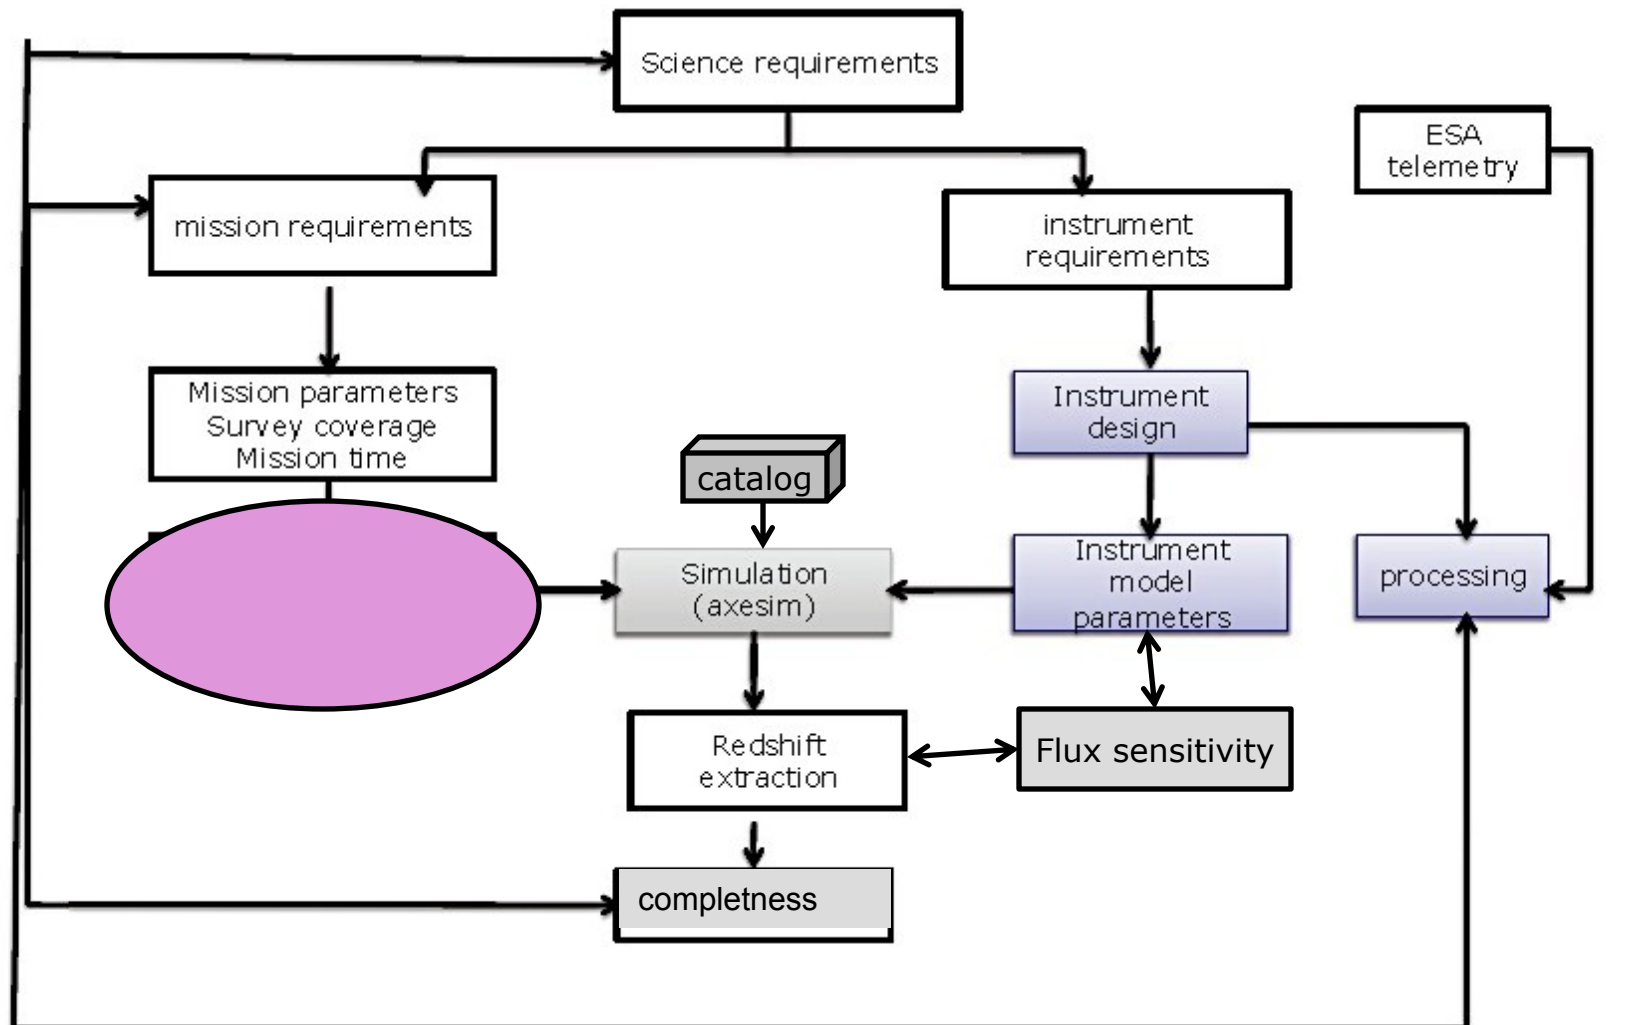 Science requirements
ESA
telemetry
mission requirements
instrument
requirements
Mission parameters
Survey coverage
Mission time
Instrument
design
catalog
Simulation
(axesim)
Instrument
model
parameters
processing
Redshift
extraction
Flux sensitivity
completness